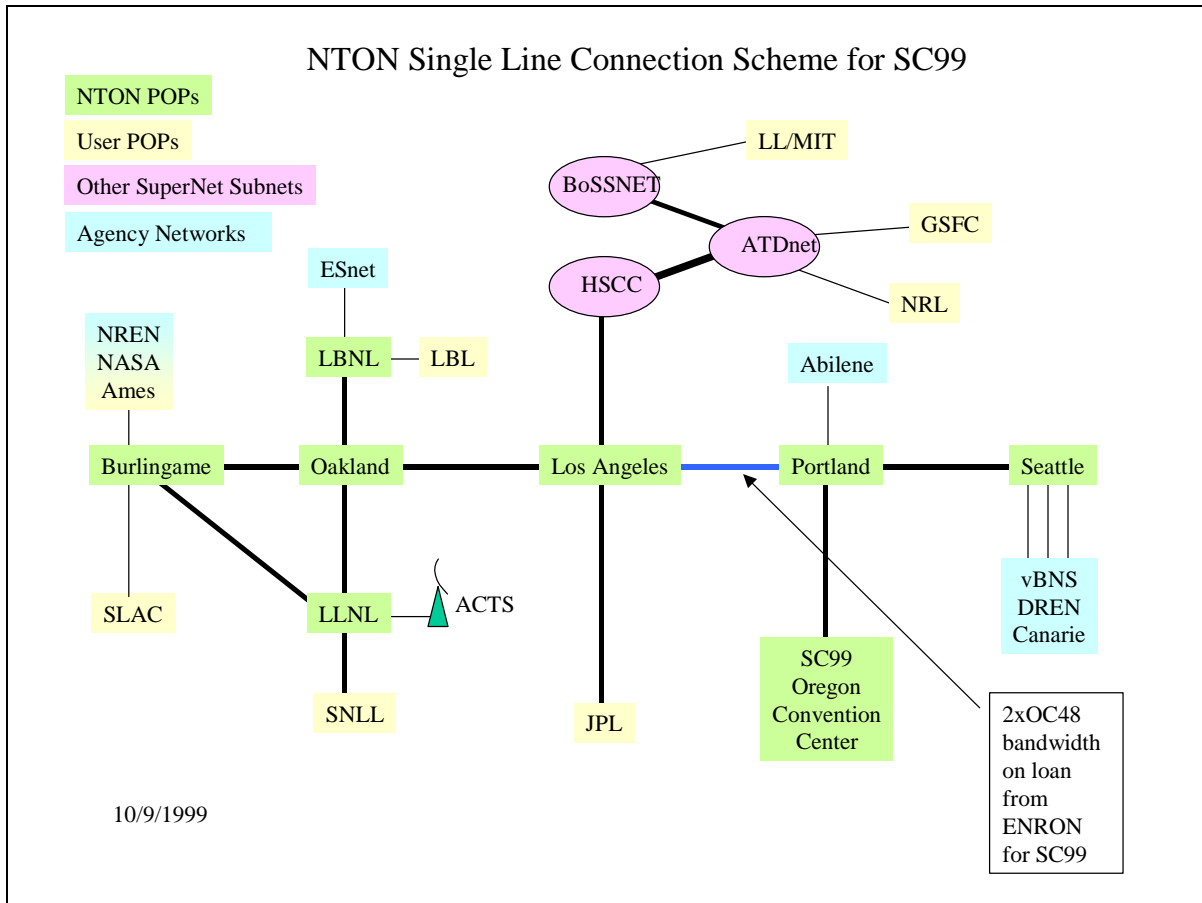 NTON Single Line Connection Scheme for SC99
NTON POPs
User POPs
Other SuperNet Subnets
Agency Networks
LL/MIT
BoSSNET
GSFC
ATDnet
ESnet
HSCC
NRL
NREN
NASA
Ames
LBNL
LBL
Abilene
Burlingame
Oakland
Los Angeles
Portland
Seattle
SLAC
LLNL
ACTS
vBNS
DREN
Canarie
SC99
Oregon
Convention
Center
SNLL
JPL
2xOC48
bandwidth
on loan
from
ENRON
for SC99
10/9/1999